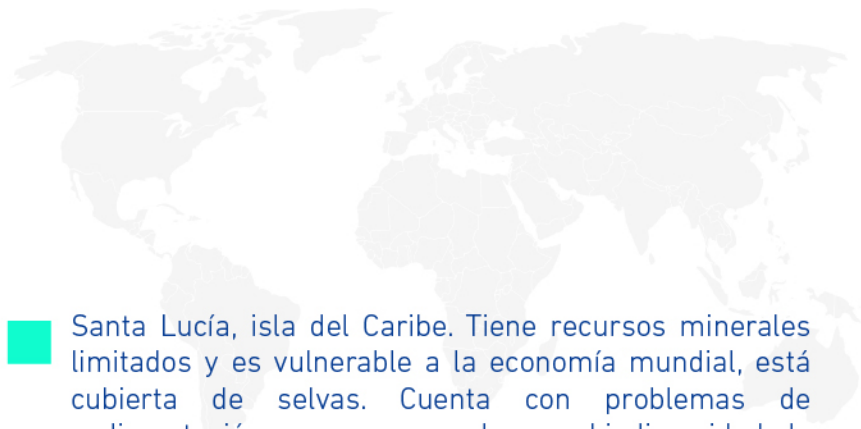 Santa Lucía, isla del Caribe. Tiene recursos minerales
limitados y es vulnerable a la economía mundial, está
cubierta de selvas. Cuenta con problemas de